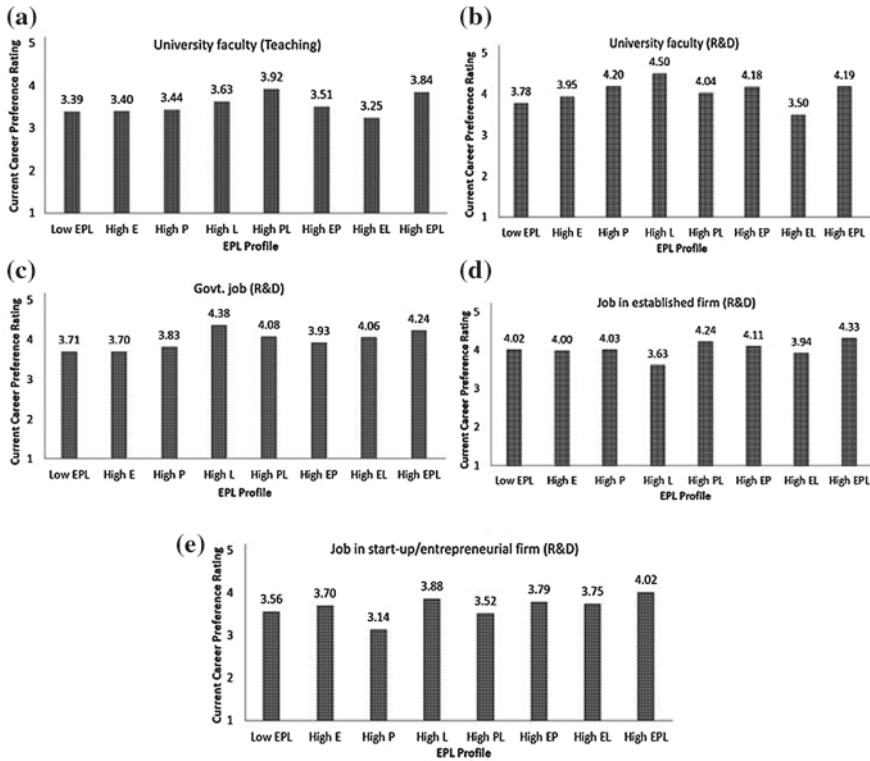 (a)
University faculty (Teaching)
Current Career Preference Rating
5
4
3
2
1
3.39 3.40 3.44 3.63 3.92 3.51 3.25 3.84
Low EPL High E High P High L High PL High EP High EL High EPL
EPL Profile
(b)
University faculty (R&D)
Current Career Preference Rating
5
4
3
2
1
3.78 3.95 4.20 4.50 4.04 4.18 3.50 4.19
Low EPL High E High P High L High PL High EP High EL High EPL
EPL Profile
(c)
Govt. job (R&D)
Current Career Preference Rating
5
4
3
2
1
3.71 3.70 3.83 4.38 4.08 3.93 4.06 4.24
Low EPL High E High P High L High PL High EP High EL High EPL
EPL Profile
(d)
Job in established firm (R&D)
Current Career Preference Rating
5
4
3
2
1
4.02 4.00 4.03 3.63 4.24 4.11 3.94 4.33
Low EPL High E High P High L High PL High EP High EL High EPL
EPL Profile
(e)
Job in start-up/entrepreneurial firm (R&D)
Current Career Preference Rating
5
4
3
2
1
3.56 3.70 3.14 3.88 3.52 3.79 3.75 4.02
Low EPL High E High P High L High PL High EP High EL High EPL
EPL Profile